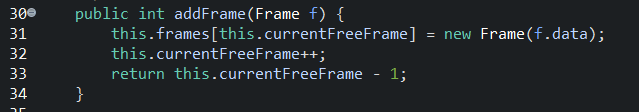 30 public int addFrame(Frame f) {
31 this.frames[this.currentFreeFrame] = new Frame(f.data);
32 this.currentFreeFrame++;
33 return this.currentFreeFrame - 1;
34 }